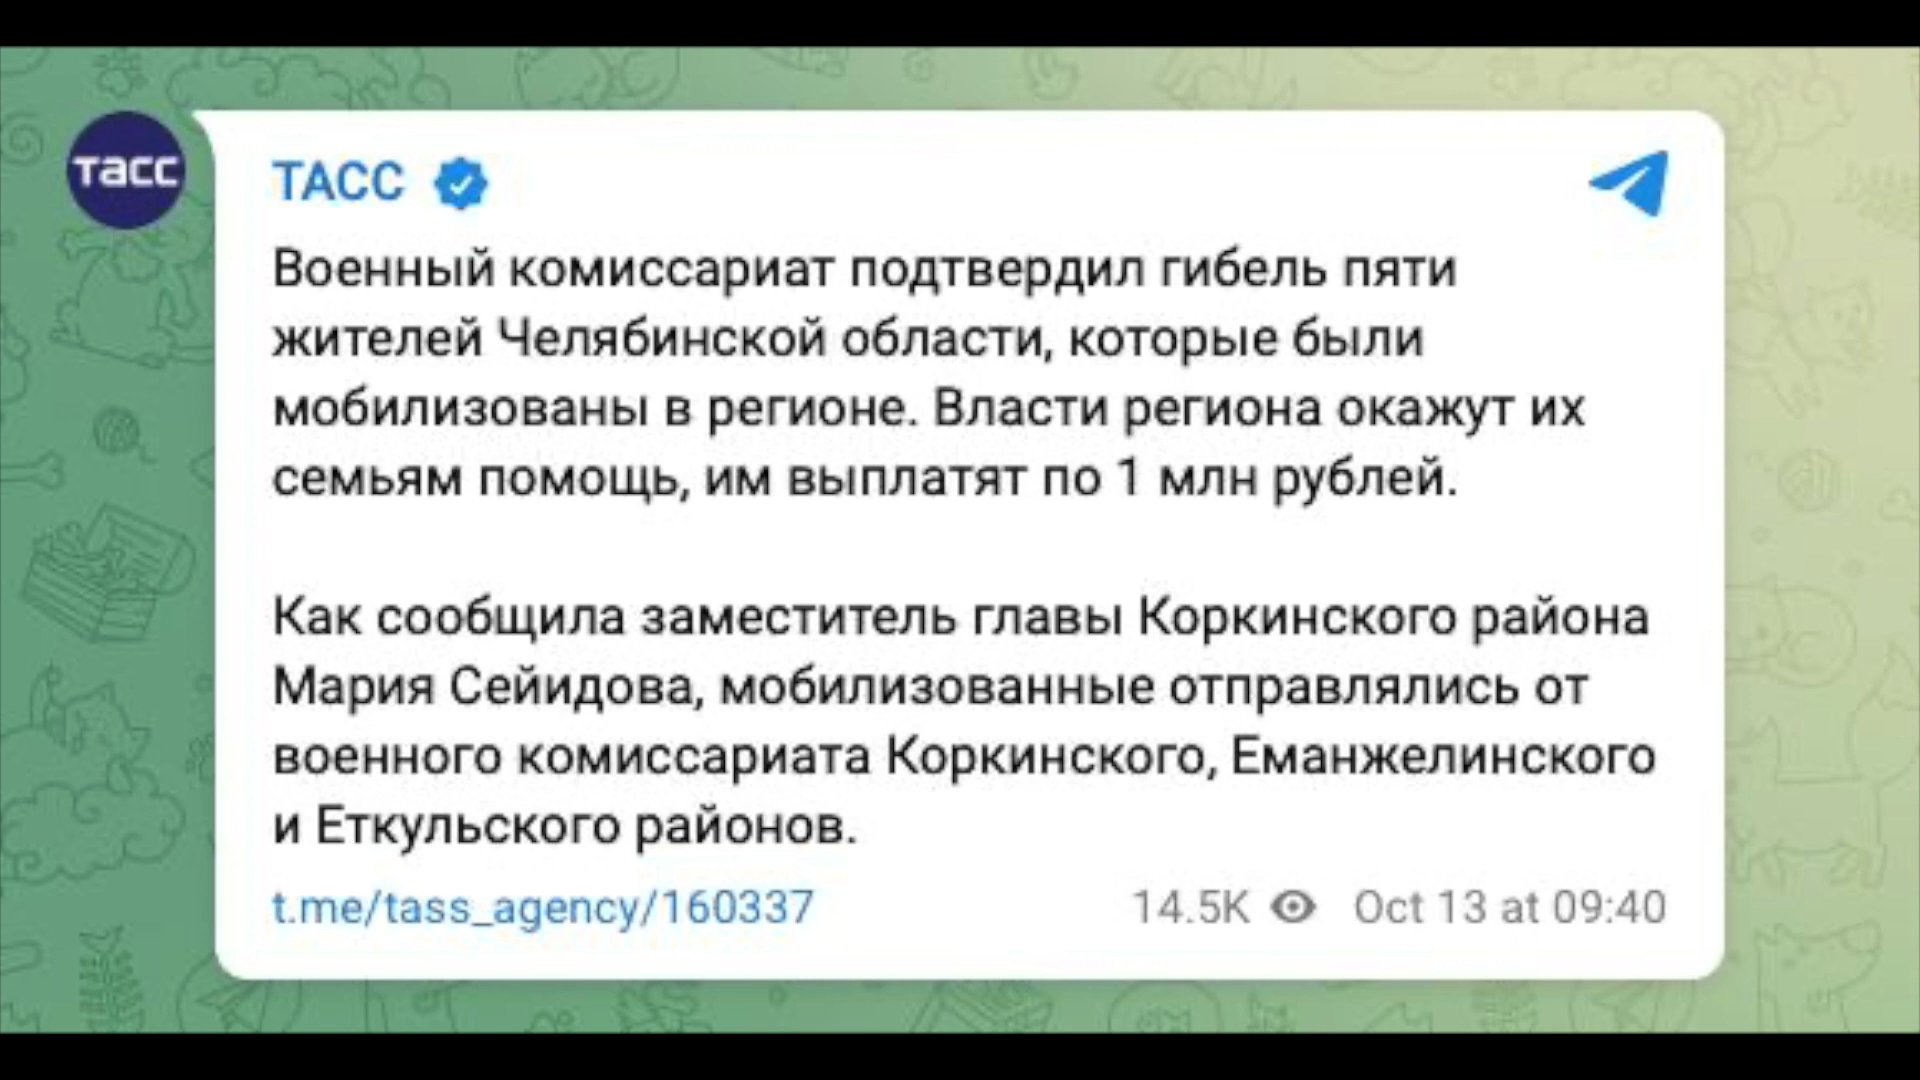 тасс
ТАСС
Военный комиссариат подтвердил гибель пяти
жителей Челябинской области, которые были
мобилизованы в регионе. Власти региона окажут их
семьям помощь, им выплатят по 1 млн рублей.
Как сообщила заместитель главы Коркинского района
Мария Сейидова, мобилизованные отправлялись от
военного комиссариата Коркинского, Еманжелинского
и Еткульского районов.
t.me/tass_agency/160337 14.5K Oct 13 at 09:40